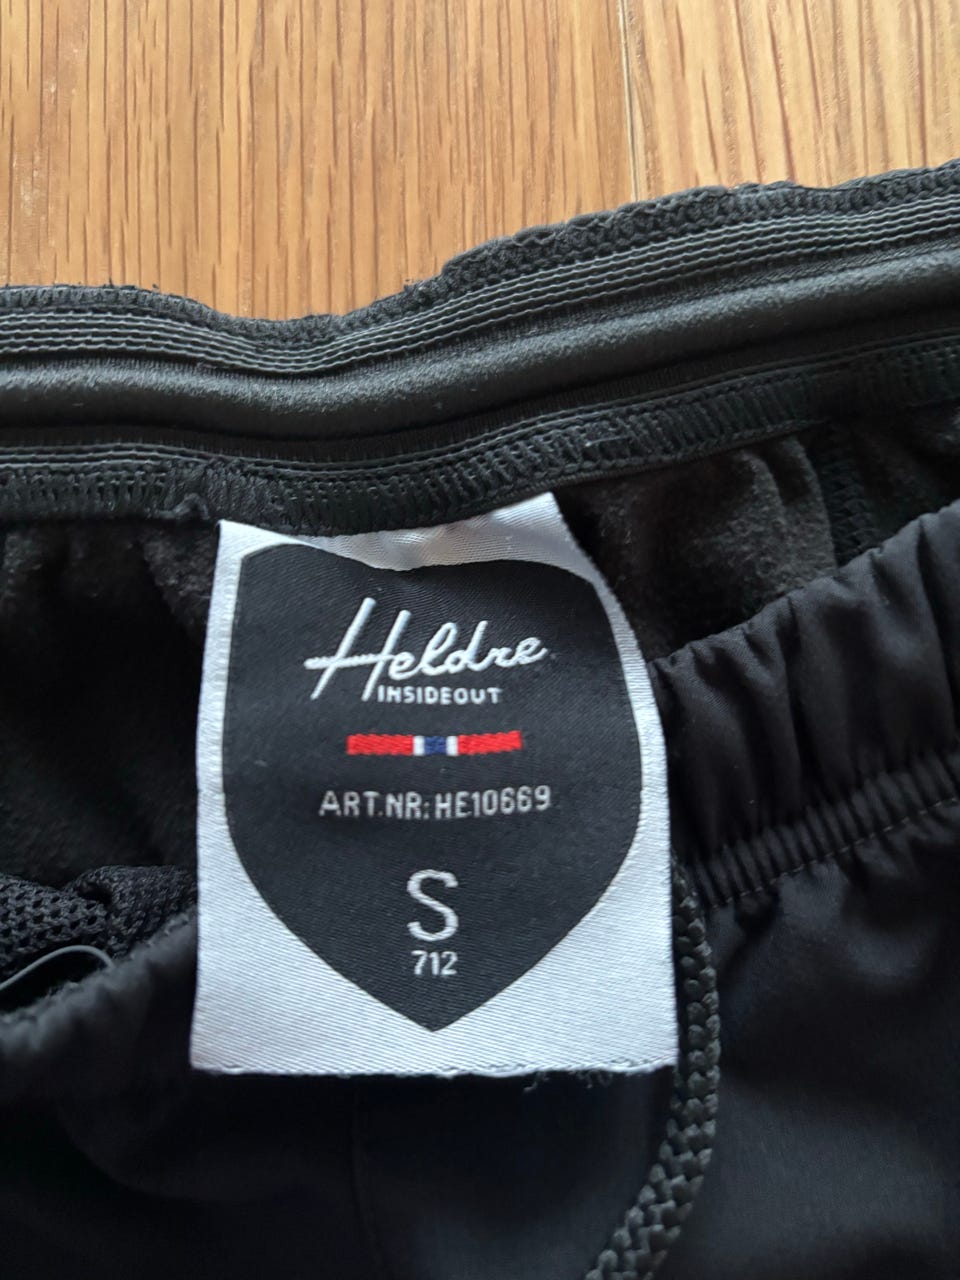 Heldre
INSIDEOUT
ART.NR: HE10669
S
712